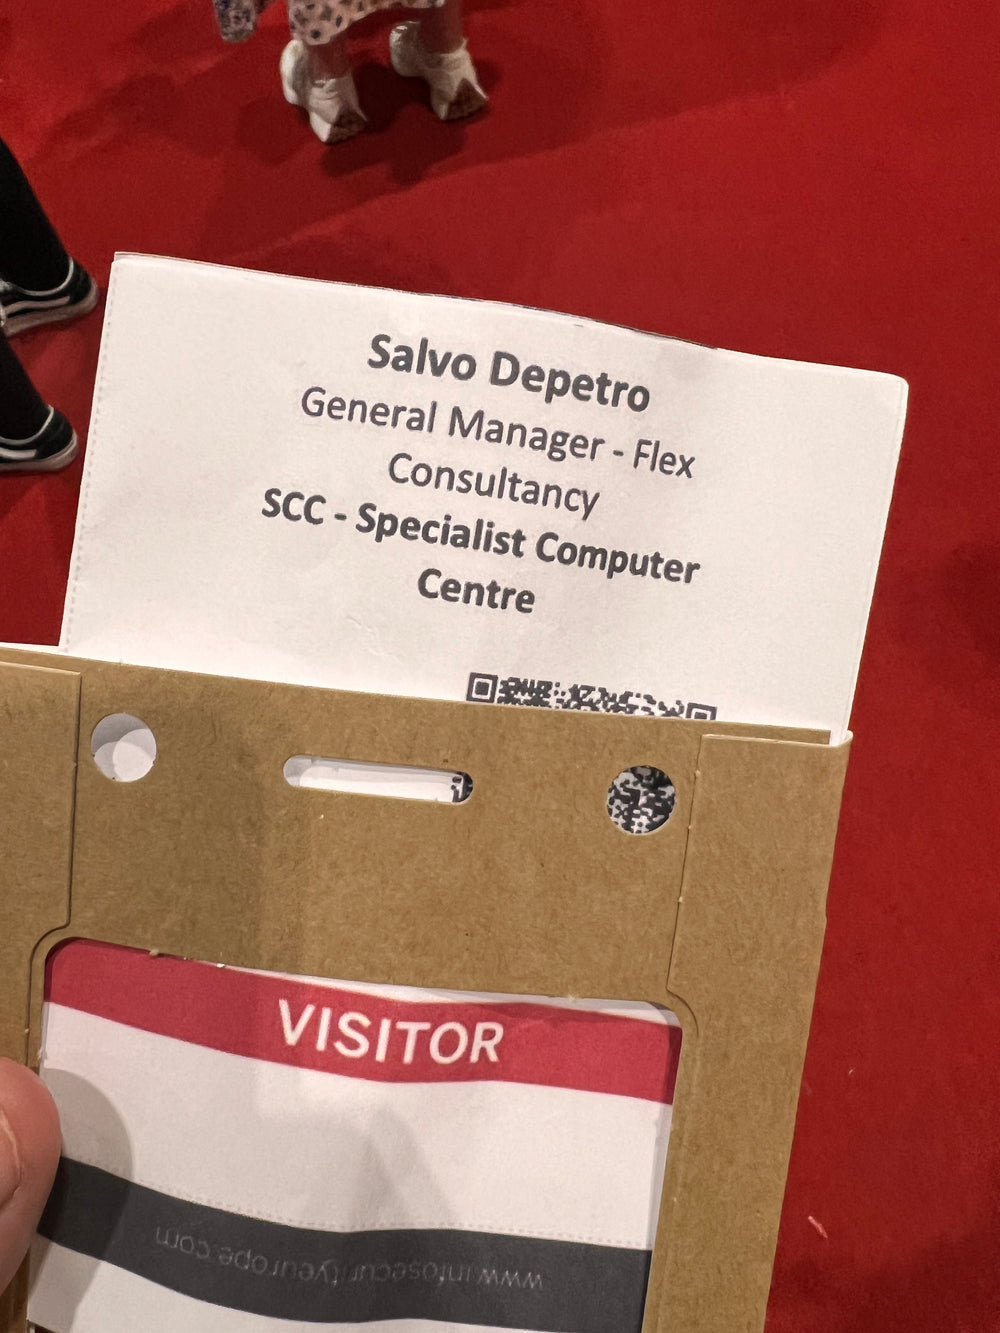 Salvo Depetro
General Manager - Flex
Consultancy
SCC - Specialist Computer
Centre
VISITOR
www.infosecurityeurope.com